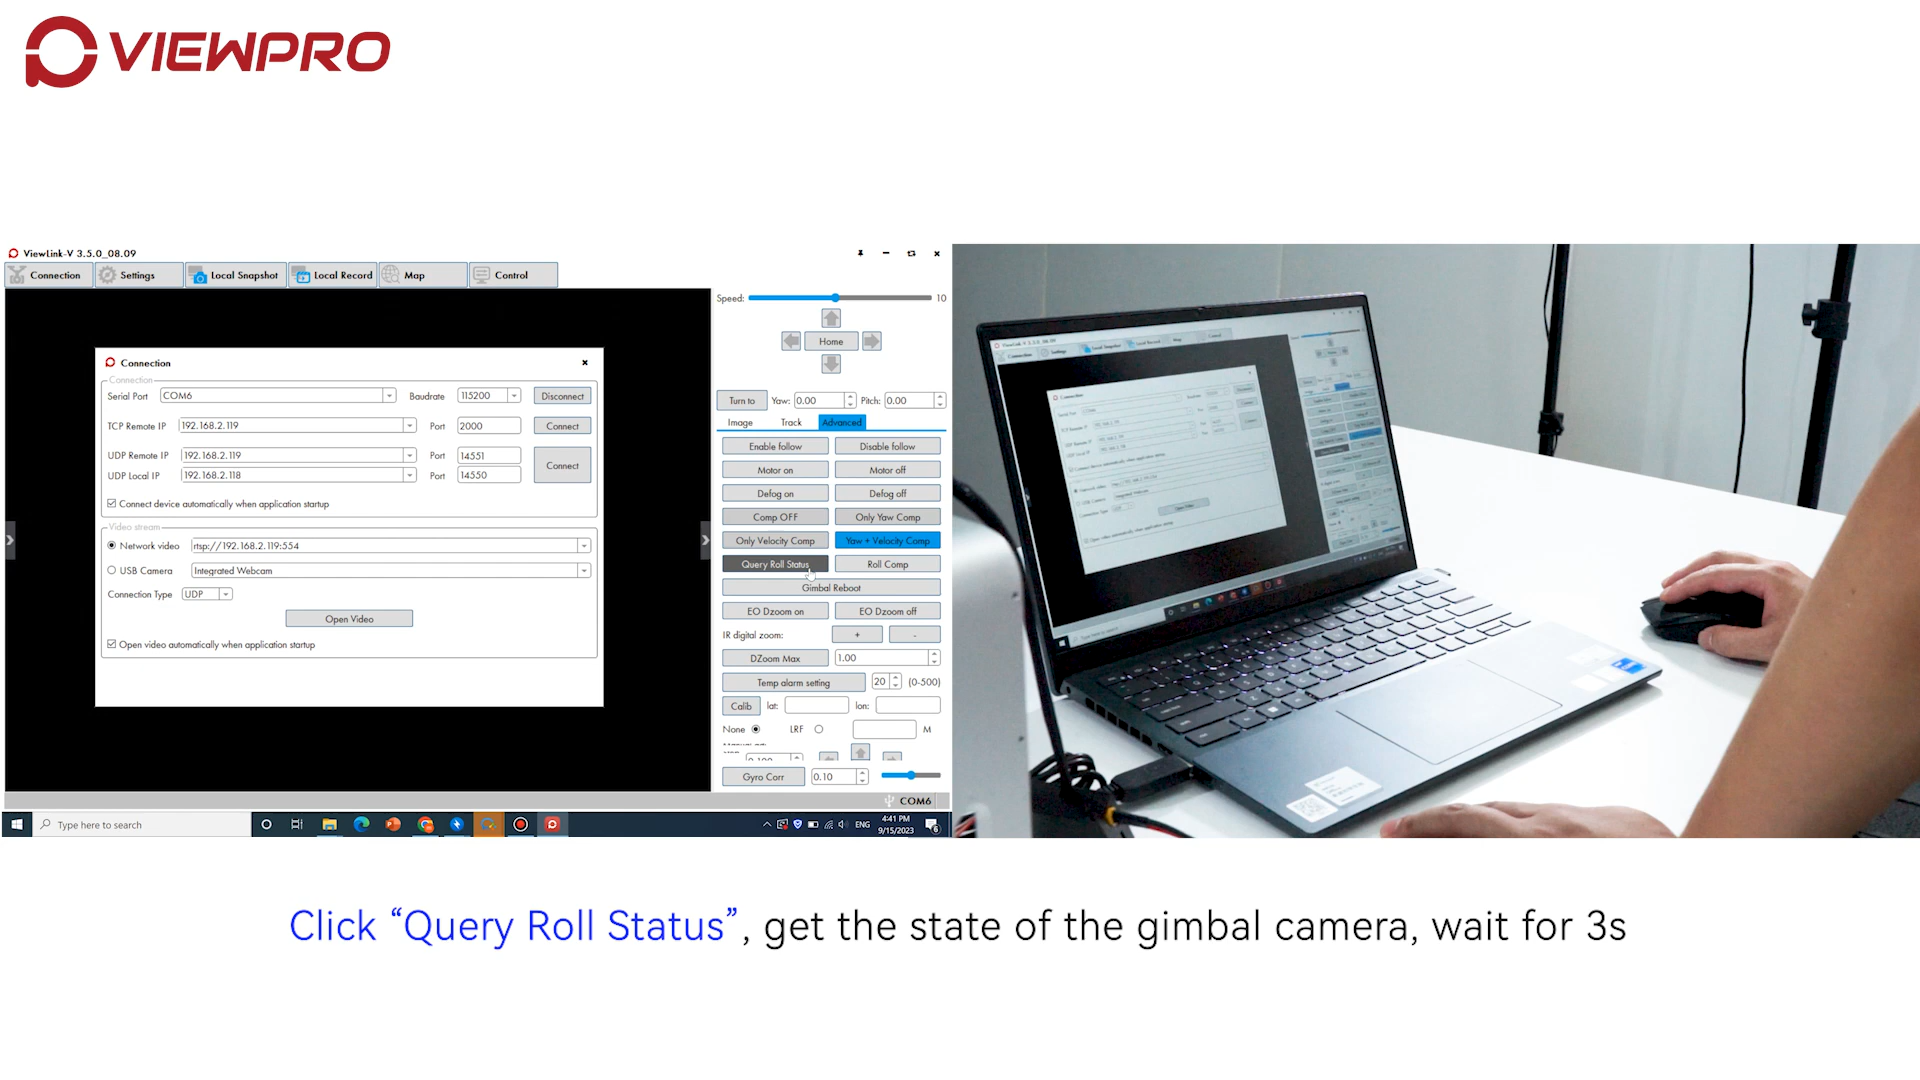 VIEWPRO
ViewLink-V 3.5.0_08.09
Connection Settings Local Snapshot Local Record Map Control
Speed: 10
Home
Turn to Yaw: 0.00 Pitch: 0.00
Image Track Advanced
Enable follow Disable follow
Motor on Motor off
Defog on Defog off
Comp OFF Only Yaw Comp
Only Velocity Comp Yaw + Velocity Comp
Query Roll Status Roll Comp
Gimbal Reboot
EO Dzoom on EO Dzoom off
IR digital zoom: + -
DZoom Max 1.00
Temp alarm setting 20 (0-500)
Calib lat: lon:
None LRF M
Gyro Corr 0.10
Connection
Connection
Serial Port COM6 Baudrate 115200 Disconnect
TCP Remote IP 192.168.2.119 Port 2000 Connect
UDP Remote IP 192.168.2.119 Port 14551
UDP Local IP 192.168.2.118 Port 14550 Connect
Connect device automatically when application startup
Video stream
Network video rtsp://192.168.2.119:554
USB Camera Integrated Webcam
Connection Type UDP
Open Video
Open video automatically when application startup
COM6
Type here to search
ENG 4:41 PM
9/15/2023 6
Click “Query Roll Status”, get the state of the gimbal camera, wait for 3s